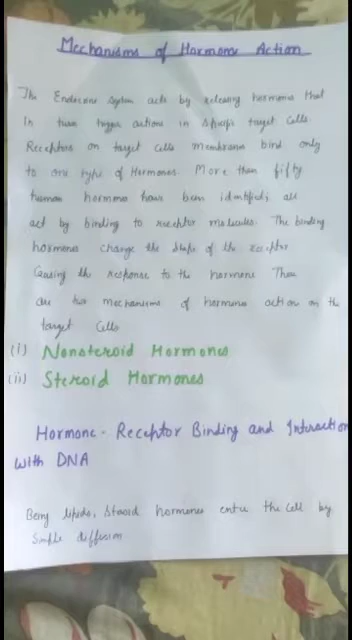 Mechanisms of Hormone Action
The Endocrine System acts by releasing hormones that
in turn trigger actions in specific target cells.
Receptors on target cells membranes bind only
to one type of Hormones. More than fifty
human hormones have been identified; all
act by binding to receptor molecules. The binding
hormones change the shape of the receptor
causing the response to the hormone There
are two mechanisms of hormone action on the
target cells
(i) Nonsteroid Hormones
(ii) Steroid Hormones
Hormone - Receptor Binding and Interaction
with DNA
Being lipids, steroid hormones enter the cell by
Simple diffusion